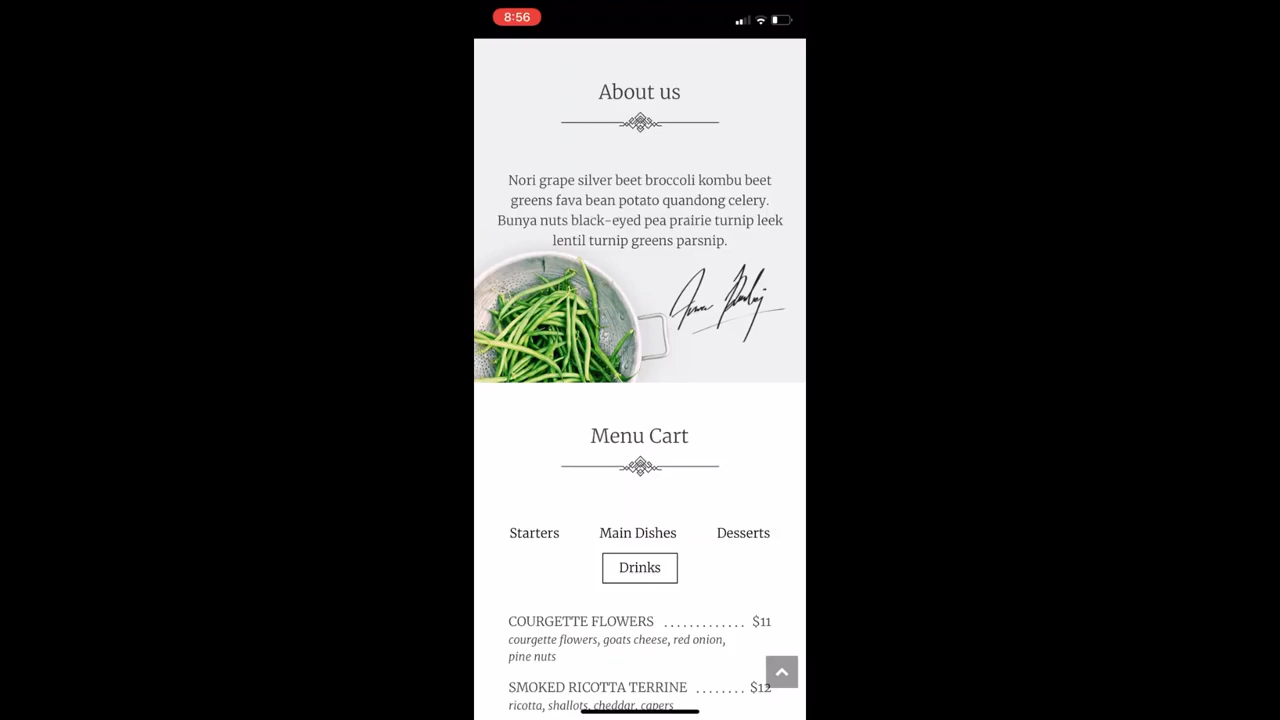 8:56
About us
Nori grape silver beet broccoli kombu beet
greens fava bean potato quandong celery.
Bunya nuts black-eyed pea prairie turnip leek
lentil turnip greens parsnip.
Menu Cart
Starters Main Dishes Desserts
Drinks
COURGETTE FLOWERS ............. $11
courgette flowers, goats cheese, red onion,
pine nuts
SMOKED RICOTTA TERRINE ........ $12
ricotta, shallots, cheddar, capers